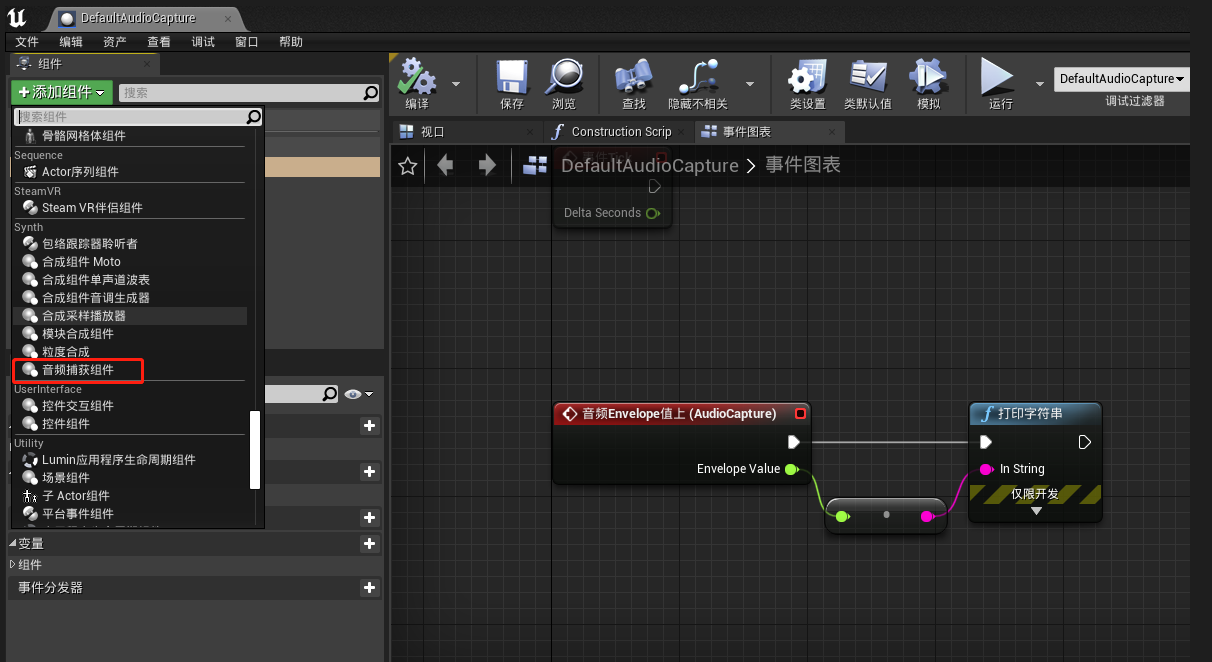 DefaultAudioCapture
文件 编辑 资产 查看 调试 窗口 帮助
组件
添加组件
搜索
搜索组件
骨骼网格体组件
Sequence
Actor序列组件
SteamVR
Steam VR伴侣组件
Synth
包络跟踪器聆听者
合成组件 Moto
合成组件单声道波表
合成组件音调生成器
合成采样播放器
模块合成组件
粒度合成
音频捕获组件
UserInterface
控件交互组件
控件组件
Utility
Lumin应用程序生命周期组件
场景组件
子 Actor组件
平台事件组件
变量
组件
事件分发器
编译 保存 浏览 查找 隐藏不相关 类设置 类默认值 模拟 运行
DefaultAudioCapture
调试过滤器
视口 Construction Scrip 事件图表
DefaultAudioCapture > 事件图表
事件Tick
Delta Seconds
音频Envelope值上 (AudioCapture)
Envelope Value
打印字符串
In String
仅限开发